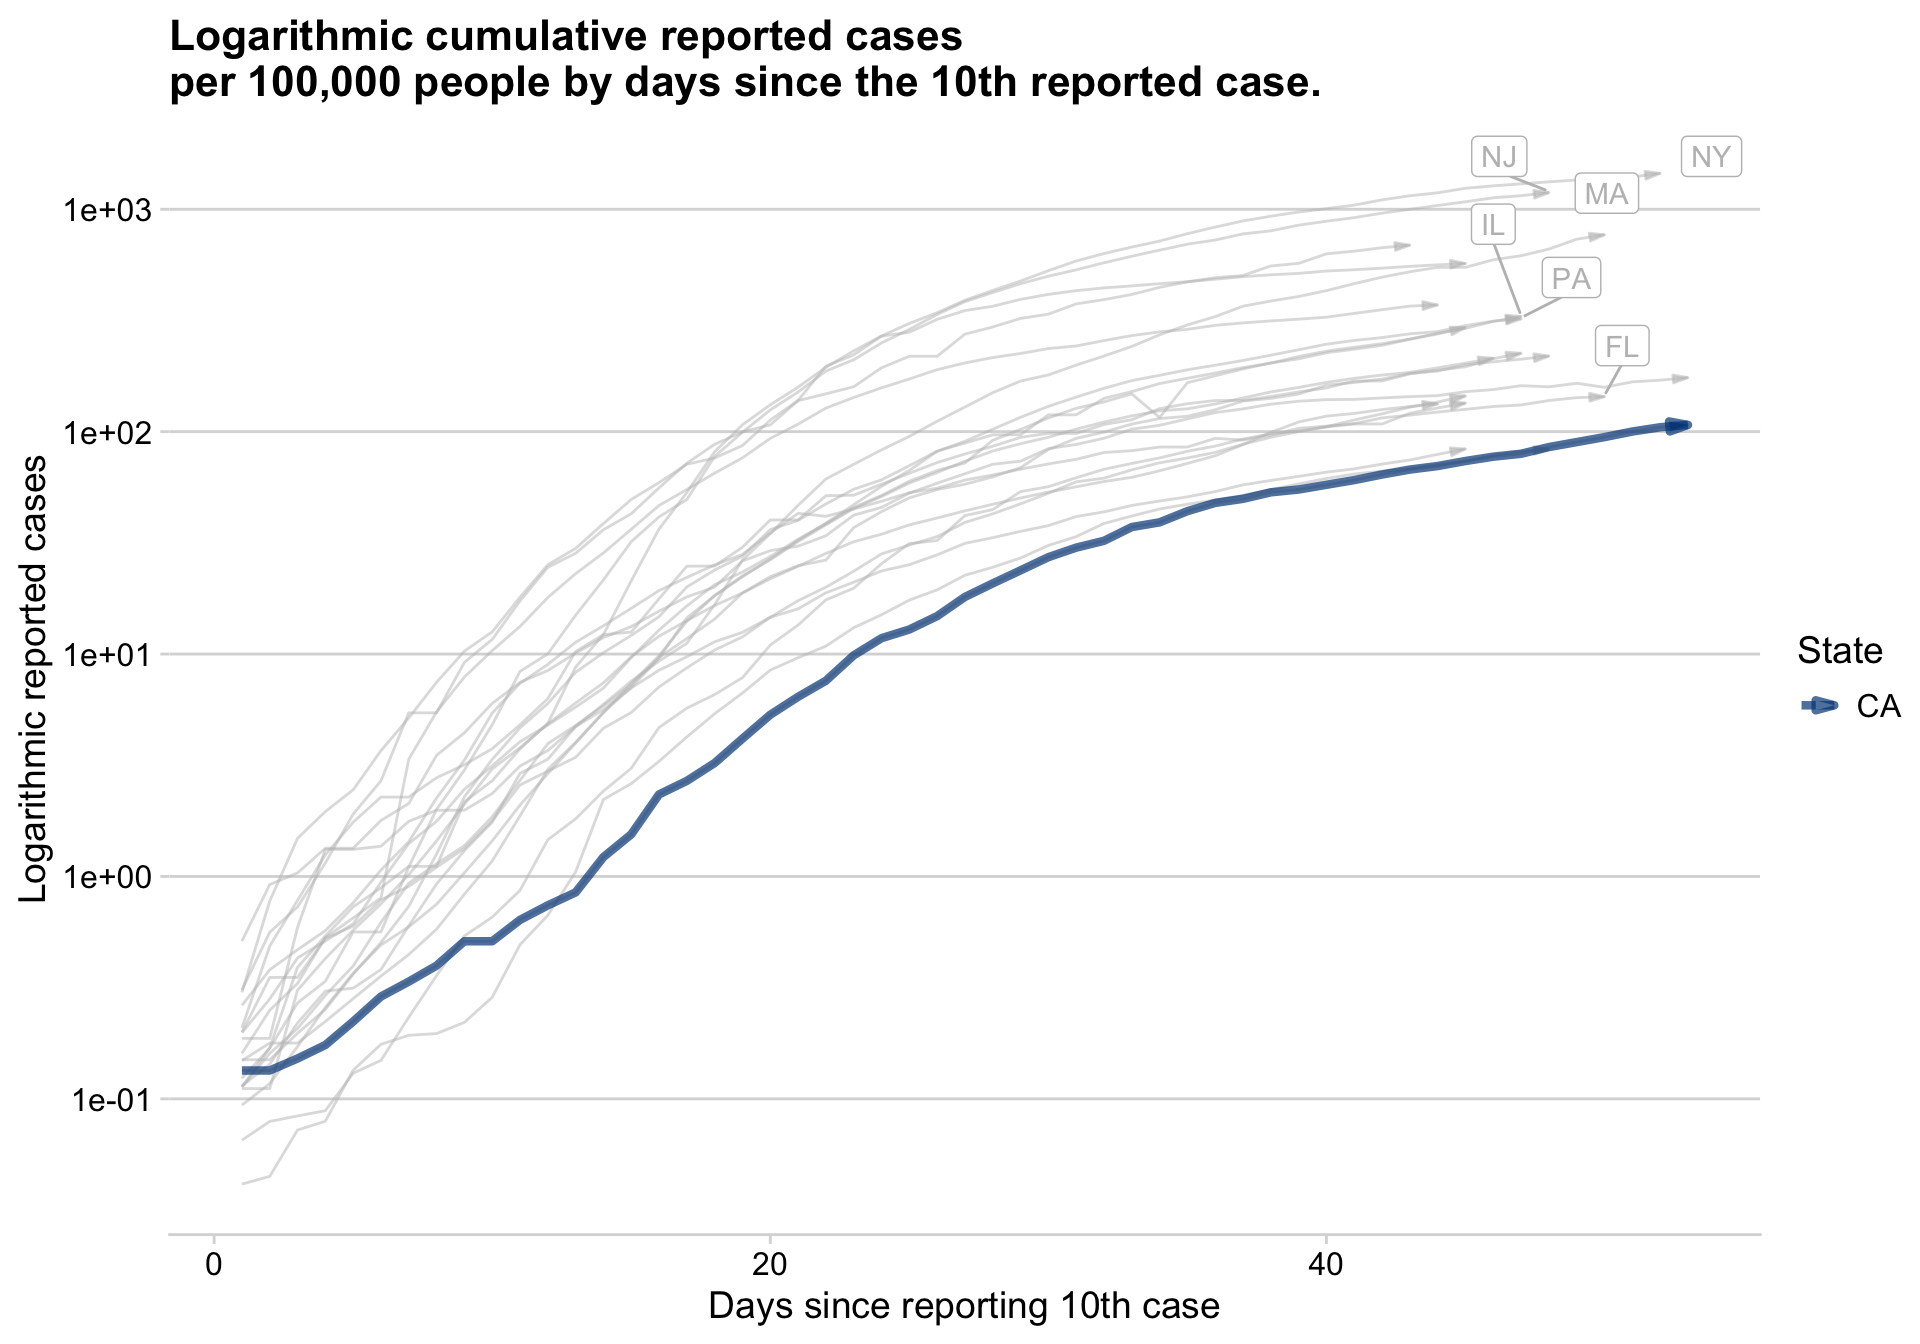 Logarithmic cumulative reported cases
per 100,000 people by days since the 10th reported case.
NJ
NY
MA
IL
PA
FL
1e+03
1e+02
1e+01
1e+00
1e-01
Logarithmic reported cases
State
CA
0
20
40
Days since reporting 10th case